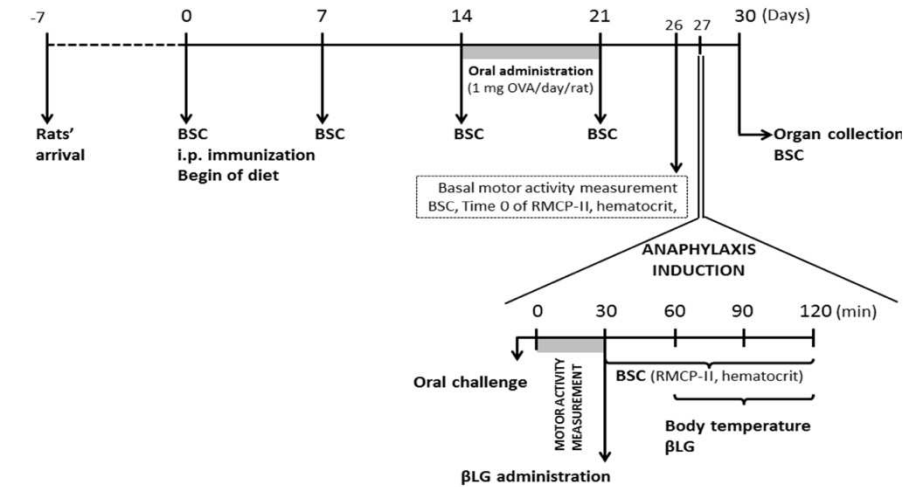 -7 0 7 14 21 26 27 30 (Days)
Oral administration
(1 mg OVA/day/rat)
Rats'
arrival
BSC
i.p. immunization
Begin of diet
BSC
BSC
BSC
Organ collection
BSC
Basal motor activity measurement
BSC, Time 0 of RMCP-II, hematocrit,
ANAPHYLAXIS
INDUCTION
0 30 60 90 120 (min)
Oral challenge
MOTOR ACTIVITY
MEASUREMENT
BSC (RMCP-II, hematocrit)
Body temperature
βLG
βLG administration